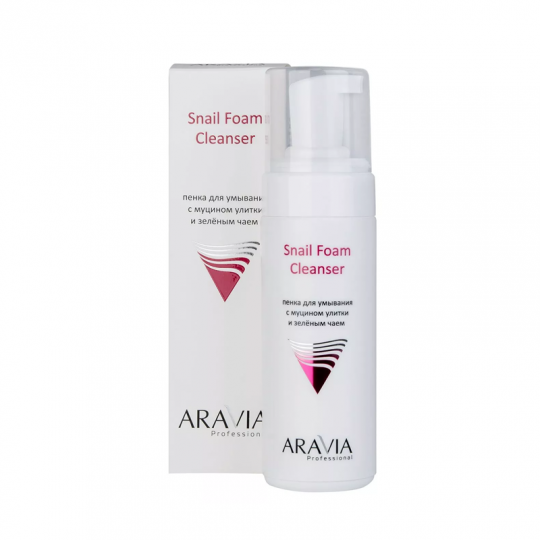 Snail Foam
Cleanser
пенка для умывания
с муцином улитки
и зелёным чаем
ARAVIA
Professional
Snail Foam
Cleanser
пенка для умывания
с муцином улитки
и зелёным чаем
ARAVIA
Professional